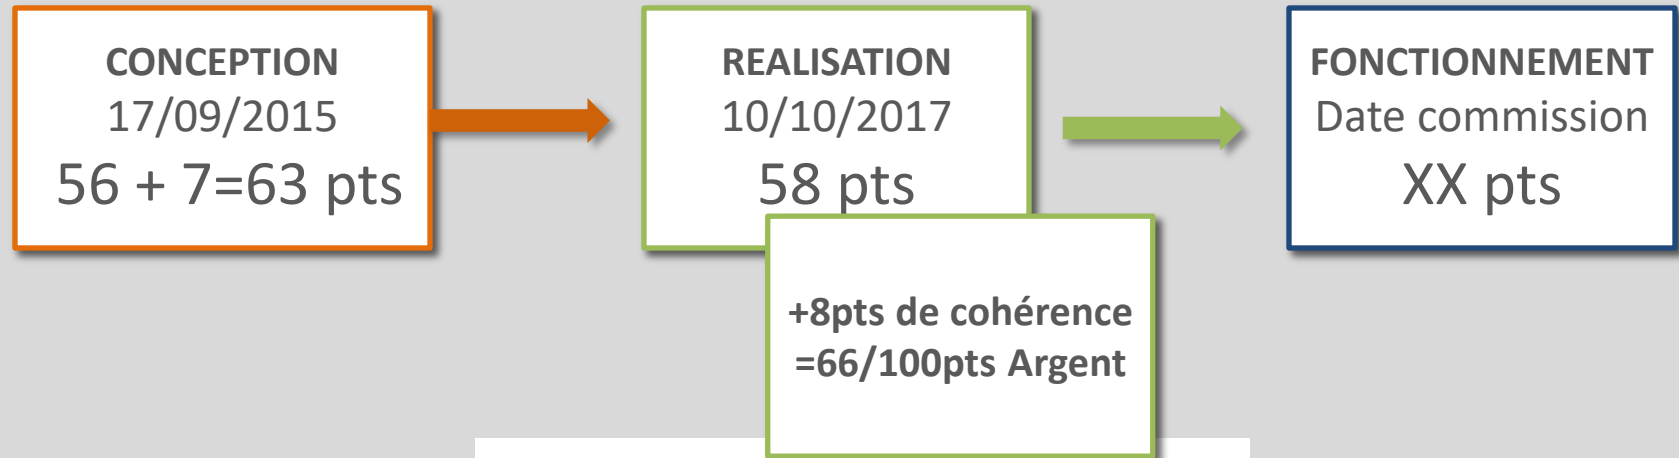 CONCEPTION
17/09/2015
56 + 7=63 pts
REALISATION
10/10/2017
58 pts
+8pts de cohérence
=66/100pts Argent
FONCTIONNEMENT
Date commission
XX pts